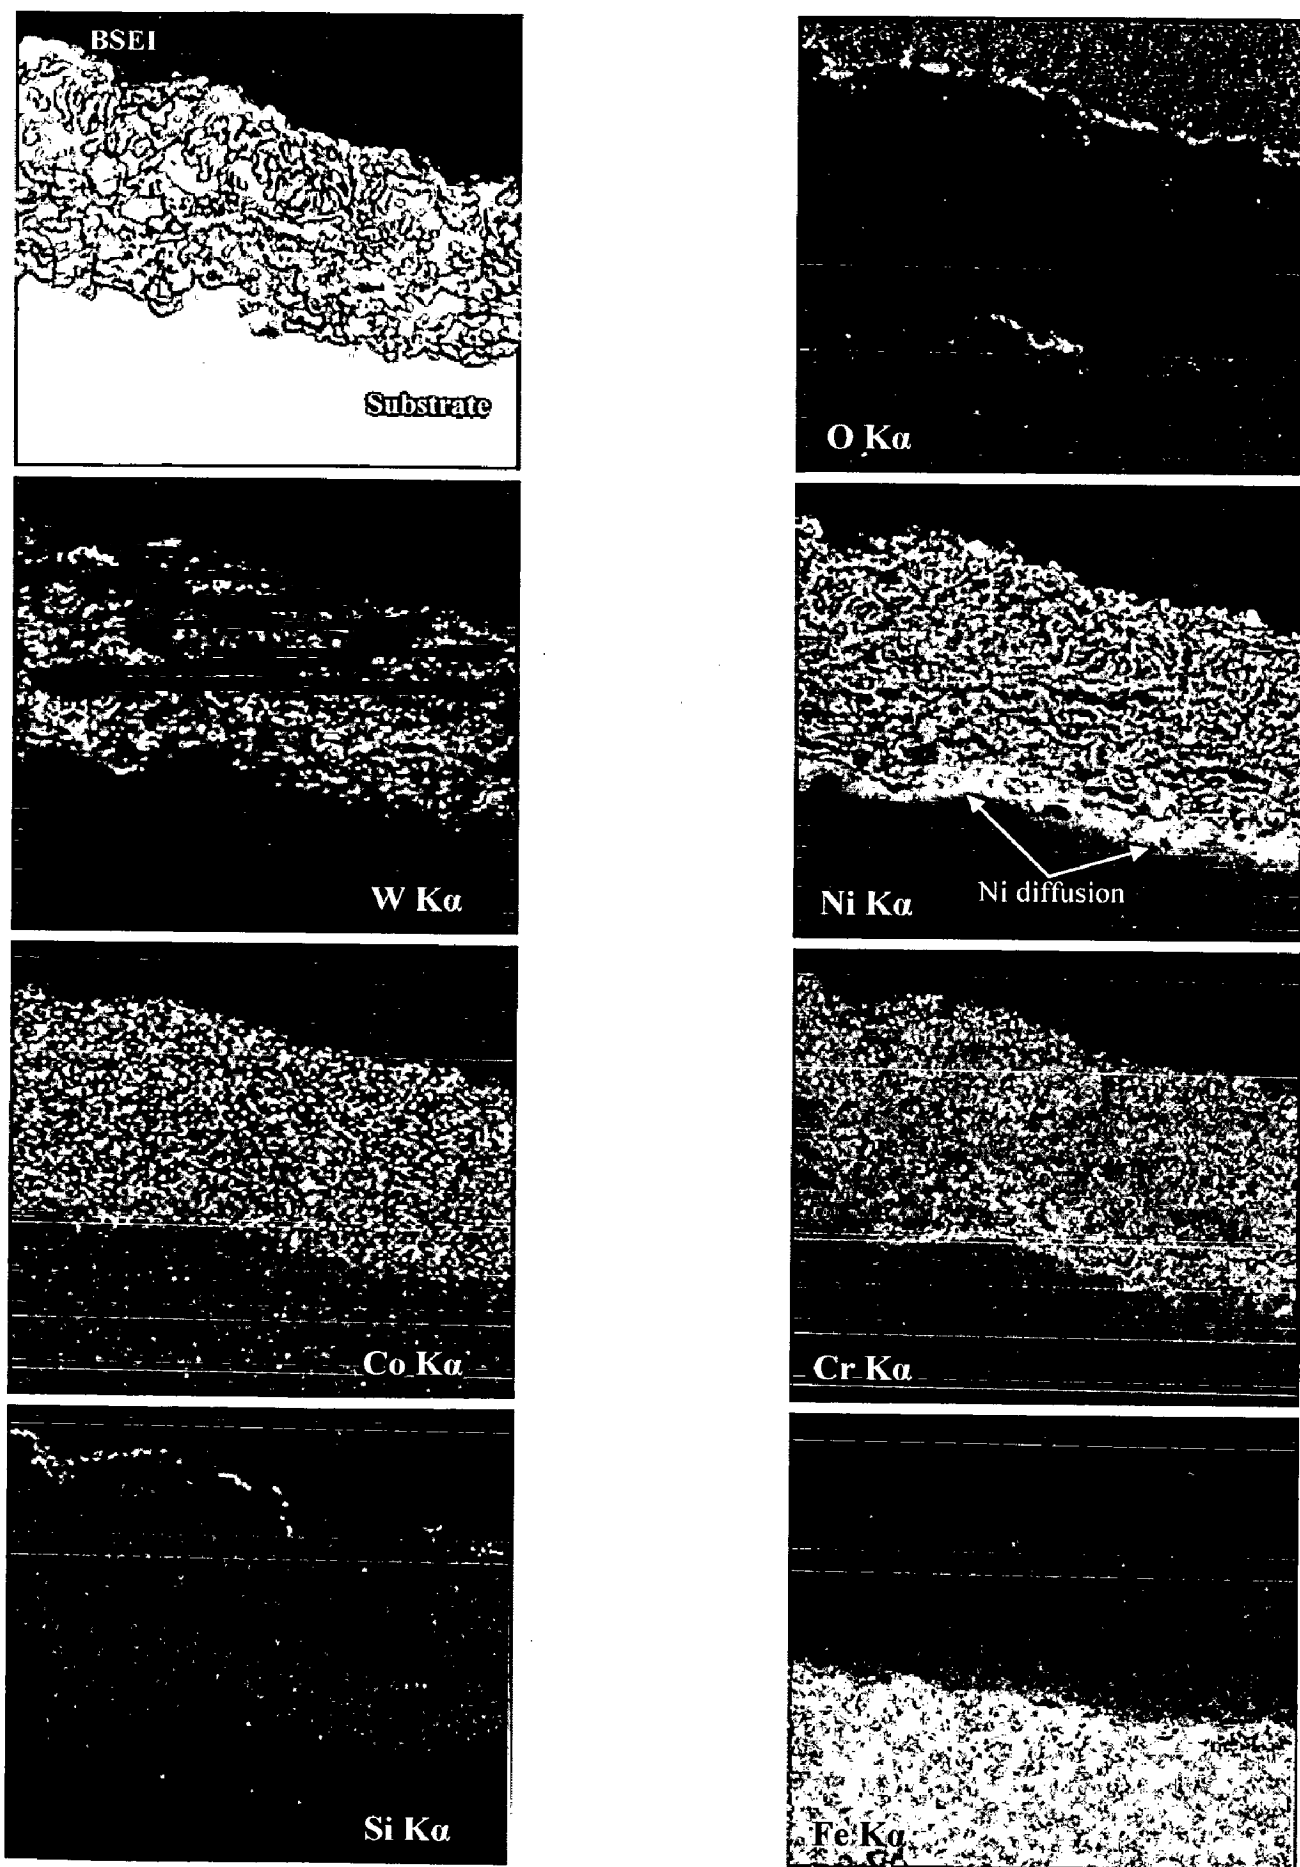 BSEI
Substrate
O Kα
W Kα
Ni diffusion
Ni Kα
Co Kα
Cr Kα
Si Kα
Fe Kα